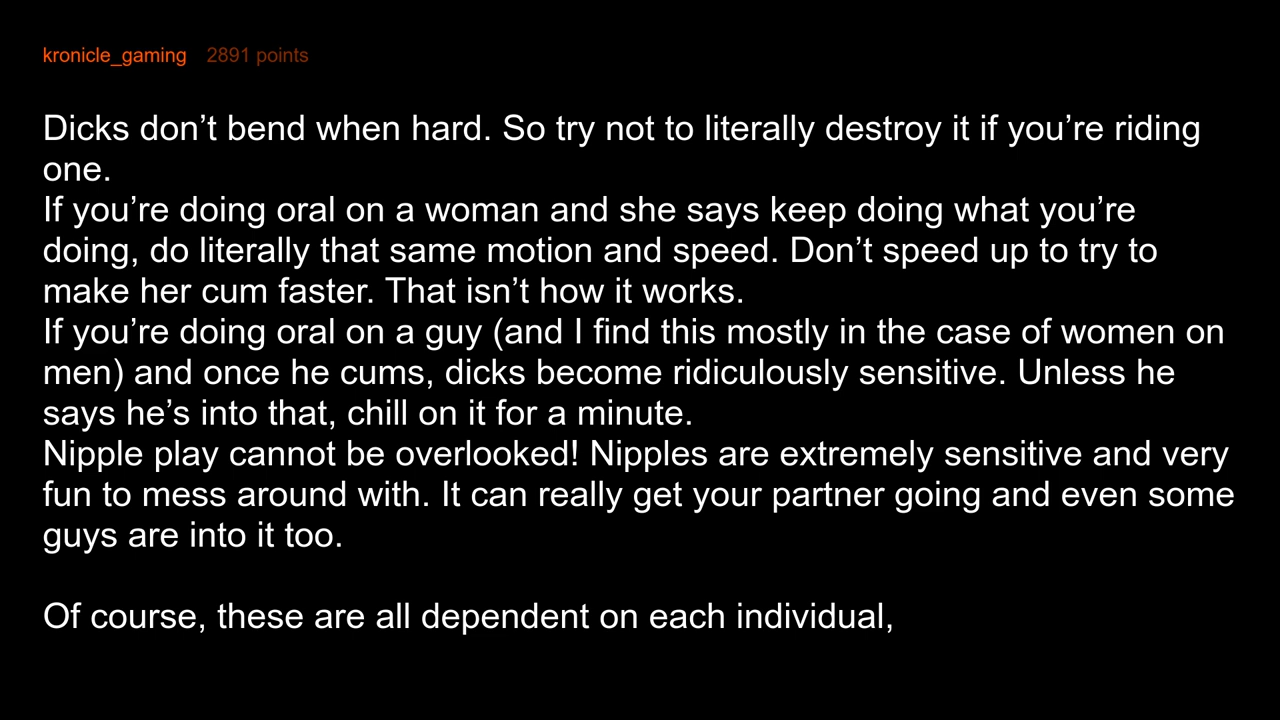 kronicle_gaming 2891 points
Dicks don’t bend when hard. So try not to literally destroy it if you’re riding
one.
If you’re doing oral on a woman and she says keep doing what you’re
doing, do literally that same motion and speed. Don’t speed up to try to
make her cum faster. That isn’t how it works.
If you’re doing oral on a guy (and I find this mostly in the case of women on
men) and once he cums, dicks become ridiculously sensitive. Unless he
says he’s into that, chill on it for a minute.
Nipple play cannot be overlooked! Nipples are extremely sensitive and very
fun to mess around with. It can really get your partner going and even some
guys are into it too.
Of course, these are all dependent on each individual,